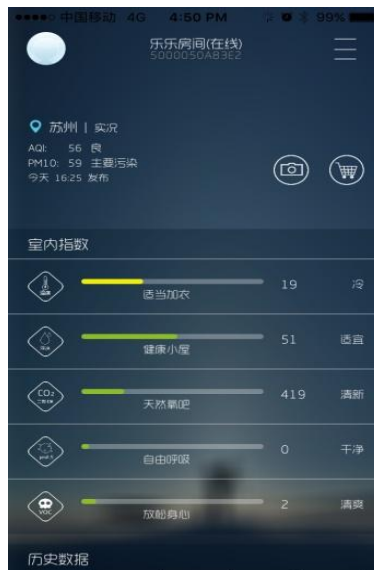 中国移动 4G 4:50 PM 99%
乐乐房间(在线)
5000050A83E2
苏州 | 实况
AQI: 56 良
PM10: 59 主要污染
今天 16:25 发布
室内指数
19 冷
适当加衣
51 适宜
健康小屋
CO2
419 清新
天然氧吧
0 干净
自由呼吸
VOC
2 清爽
放松身心
历史数据